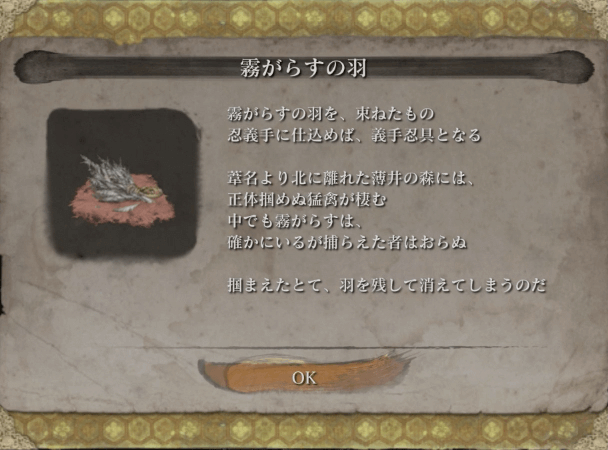 霧がらすの羽
霧がらすの羽を、束ねたもの
忍義手に仕込めば、義手忍具となる
葦名より北に離れた薄井の森には、
正体掴めぬ猛禽が棲む
中でも霧がらすは、
確かにいるが捕らえた者はおらぬ
掴まえたとて、羽を残して消えてしまうのだ
OK